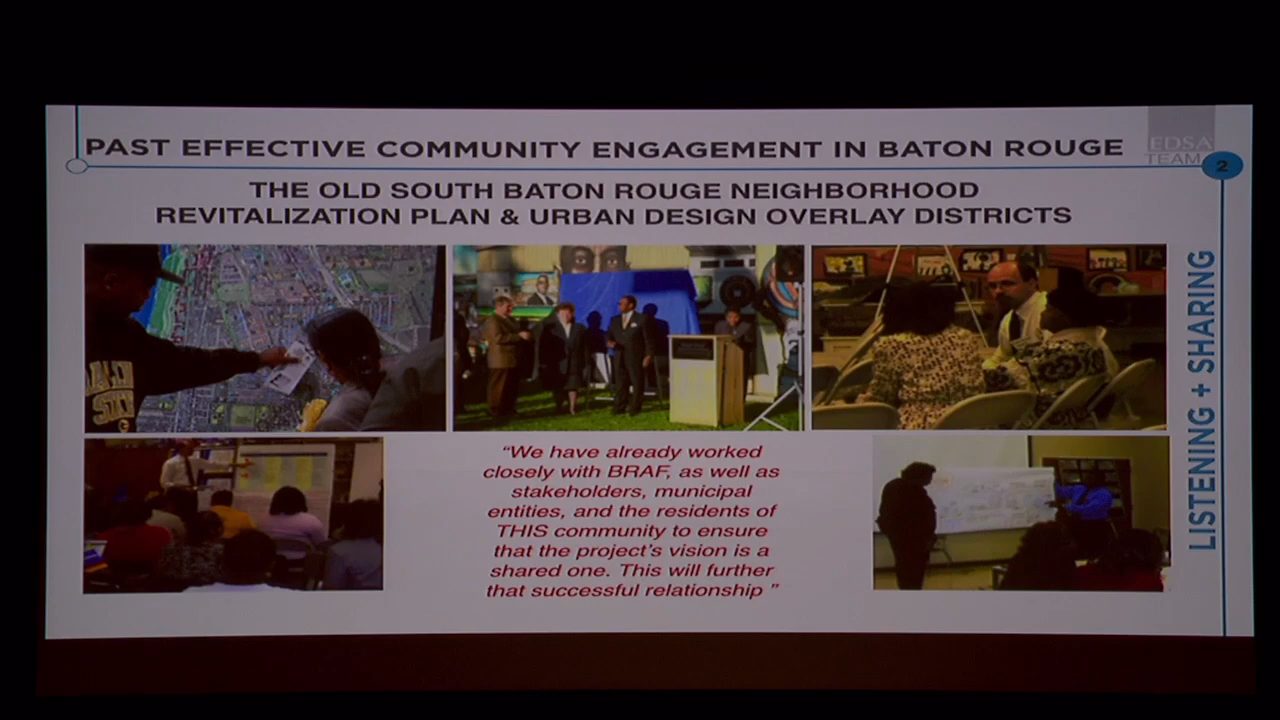 PAST EFFECTIVE COMMUNITY ENGAGEMENT IN BATON ROUGE
EDSA
TEAM
2
THE OLD SOUTH BATON ROUGE NEIGHBORHOOD
REVITALIZATION PLAN & URBAN DESIGN OVERLAY DISTRICTS
“We have already worked
closely with BRAF, as well as
stakeholders, municipal
entities, and the residents of
THIS community to ensure
that the project's vision is a
shared one. This will further
that successful relationship ”
LISTENING + SHARING